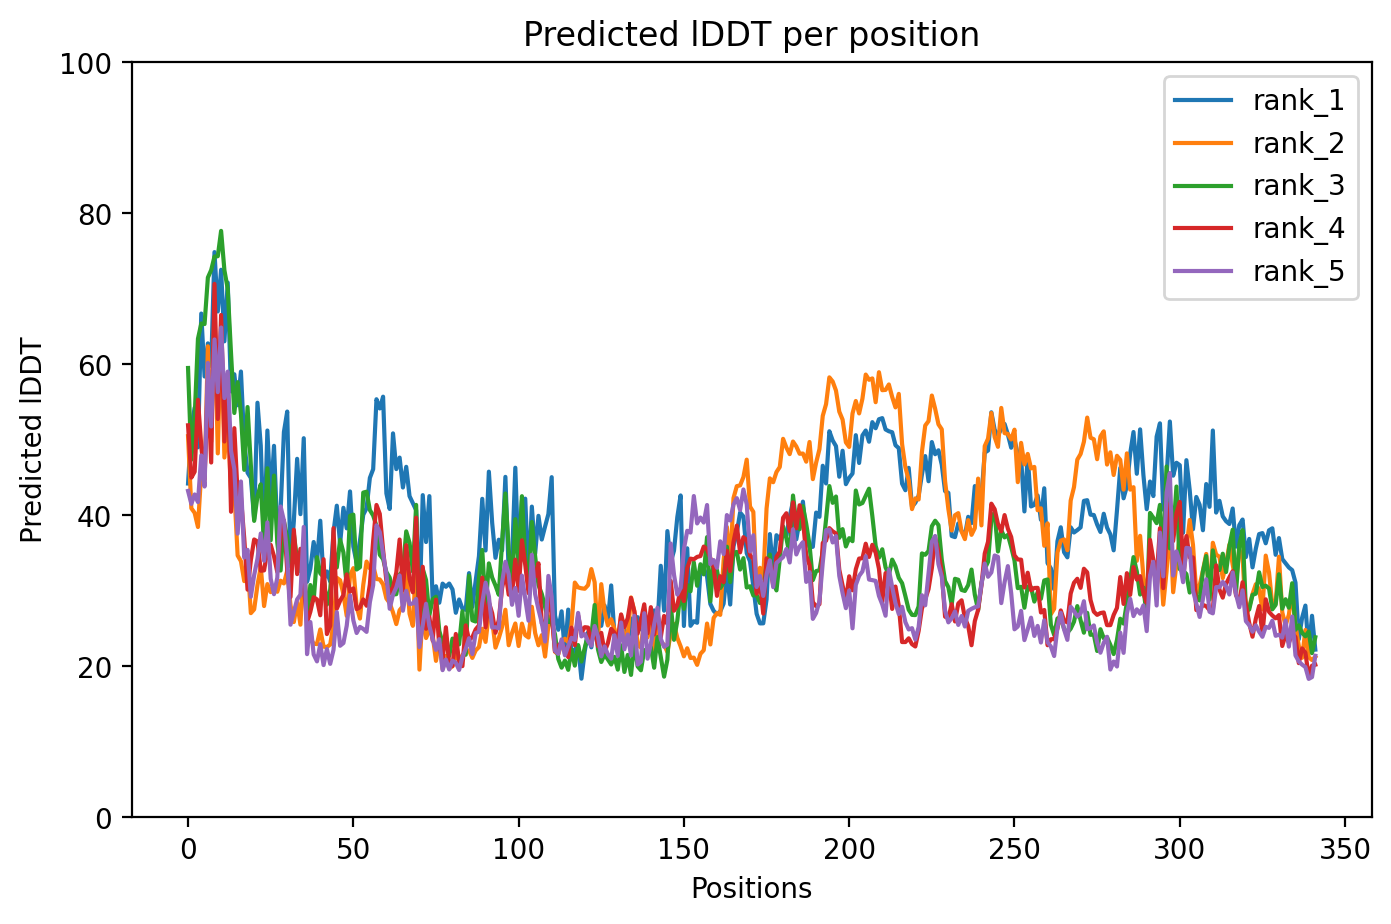 Predicted lDDT per position
100
80
60
40
20
0
Predicted lDDT
0 50 100 150 200 250 300 350
Positions
rank_1
rank_2
rank_3
rank_4
rank_5